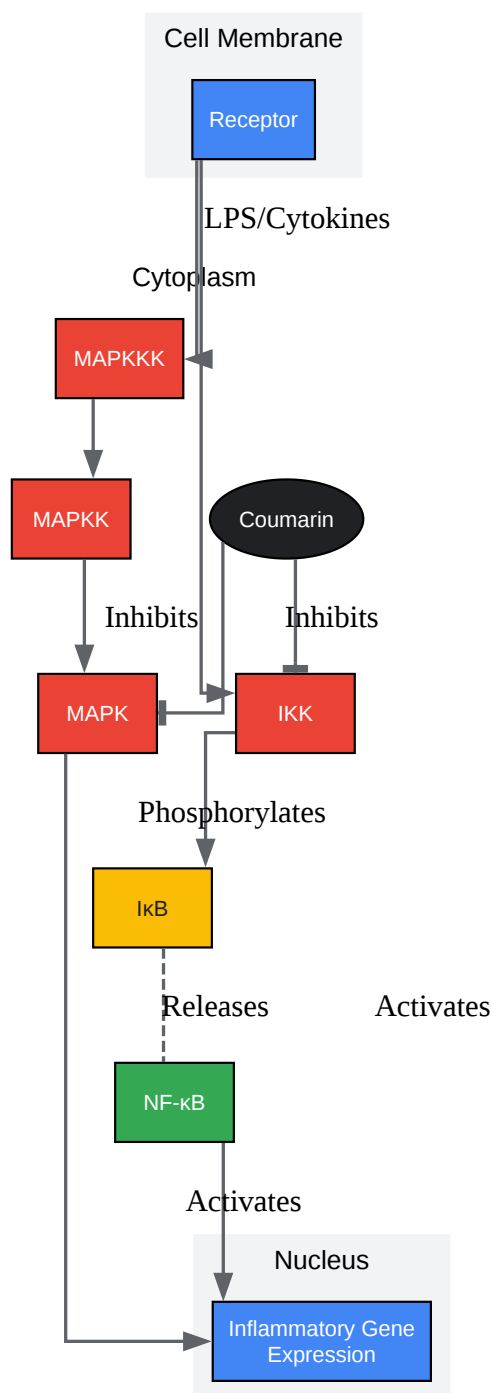 Cell Membrane
Receptor
LPS/Cytokines
Cytoplasm
MAPKKK
MAPKK
Coumarin
Inhibits
Inhibits
MAPK
IKK
Phosphorylates
IκB
Releases
Activates
NF-κB
Activates
Nucleus
Inflammatory Gene
Expression